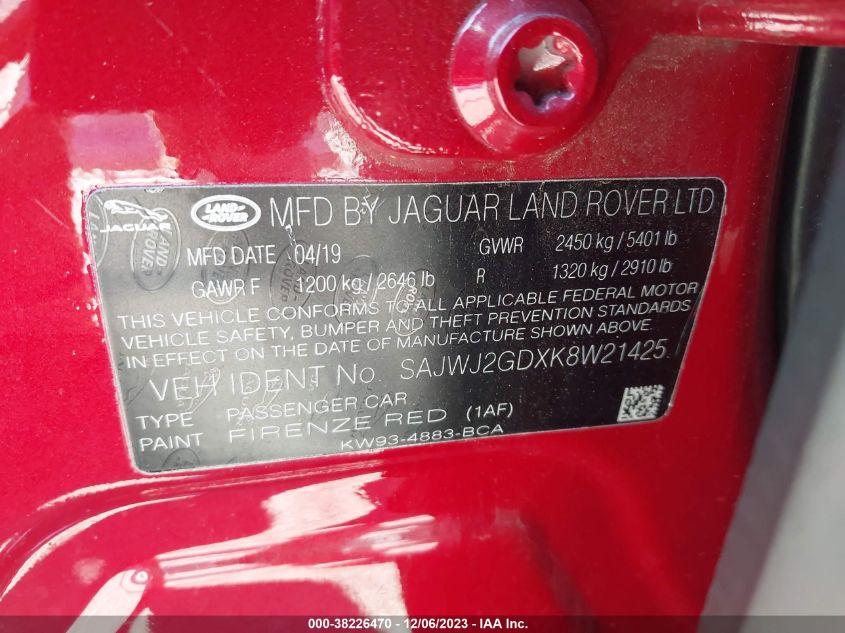 JAGUAR LAND-ROVER MFD BY JAGUAR LAND ROVER LTD
MFD DATE 04/19 GVWR 2450 kg / 5401 lb
GAWR F 1200 kg / 2646 lb R 1320 kg / 2910 lb
THIS VEHICLE CONFORMS TO ALL APPLICABLE FEDERAL MOTOR
VEHICLE SAFETY, BUMPER AND THEFT PREVENTION STANDARDS
IN EFFECT ON THE DATE OF MANUFACTURE SHOWN ABOVE.
VEH IDENT No. SAJWJ2GDXK8W21425
TYPE PASSENGER CAR
PAINT FIRENZE RED (1AF)
KW93-4883-BCA
000-38226470 - 12/06/2023 - IAA Inc.